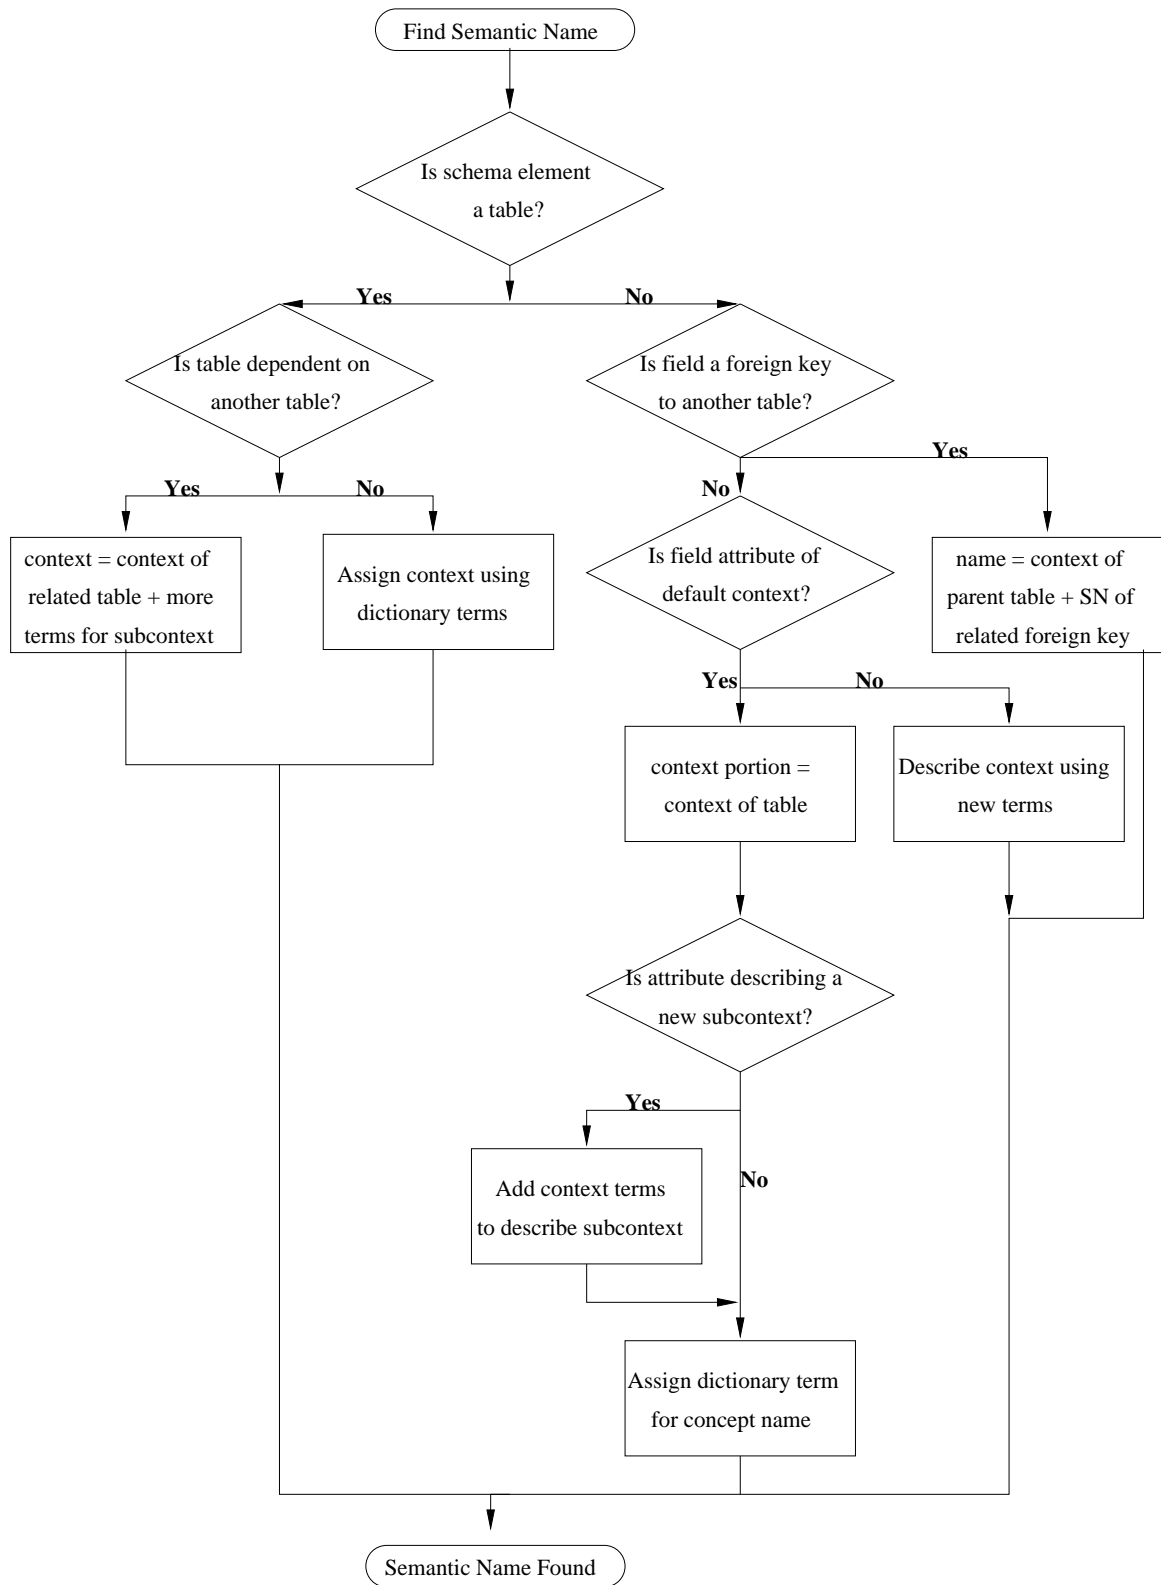 Find Semantic Name
Is schema element
a table?
Yes
No
Is table dependent on
another table?
Is field a foreign key
to another table?
Yes
No
Yes
No
context = context of
related table + more
terms for subcontext
Assign context using
dictionary terms
Is field attribute of
default context?
name = context of
parent table + SN of
related foreign key
Yes
No
context portion =
context of table
Describe context using
new terms
Is attribute describing a
new subcontext?
Yes
No
Add context terms
to describe subcontext
Assign dictionary term
for concept name
Semantic Name Found